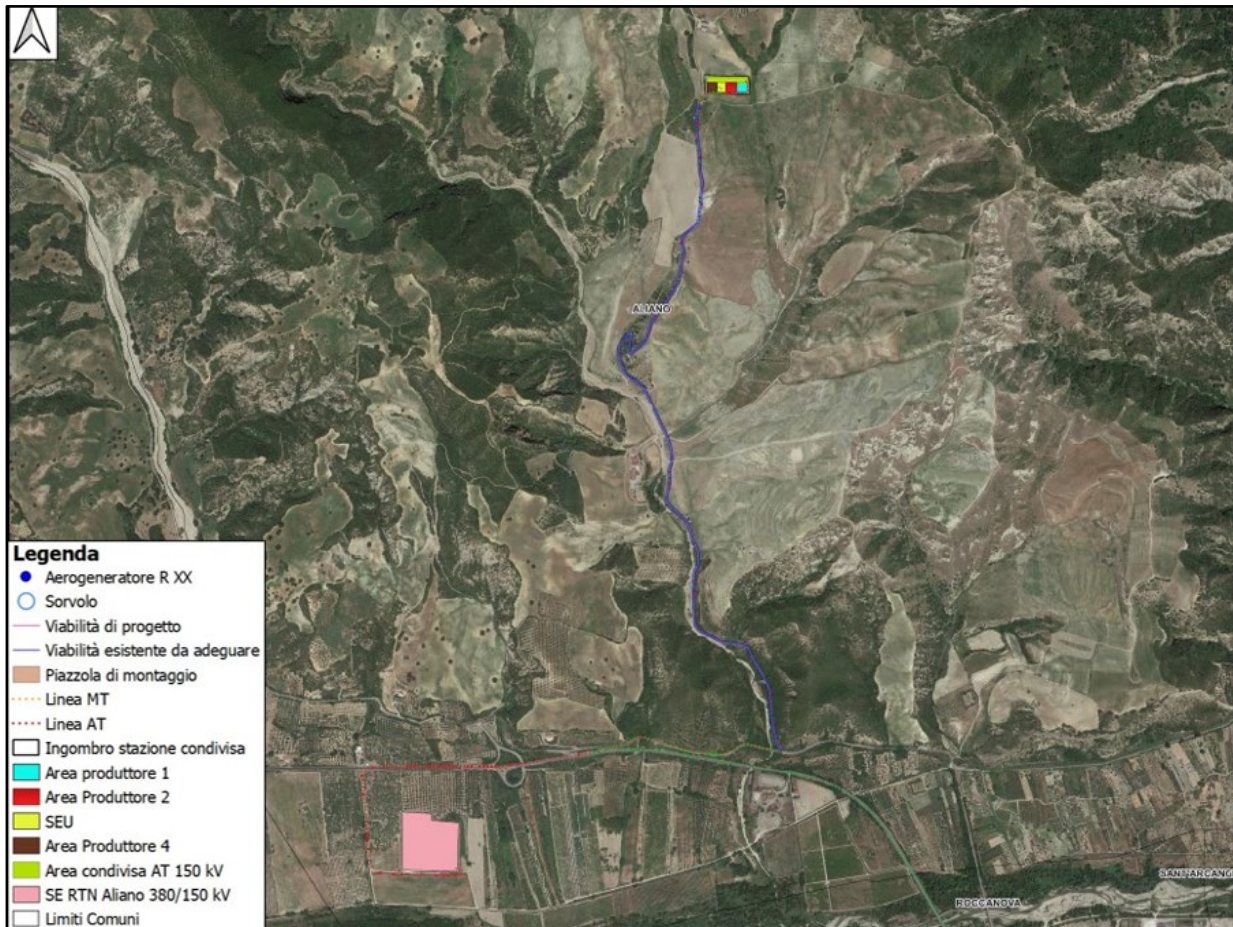 ALIANO
Legenda
Aerogeneratore R XX
Sorvolo
Viabilità di progetto
Viabilità esistente da adeguare
Piazzola di montaggio
Linea MT
Linea AT
Ingombro stazione condivisa
Area produttore 1
Area Produttore 2
SEU
Area Produttore 4
Area condivisa AT 150 kV
SE RTN Aliano 380/150 kV
Limiti Comuni
SANT'ARCANG
ROCCANOVA